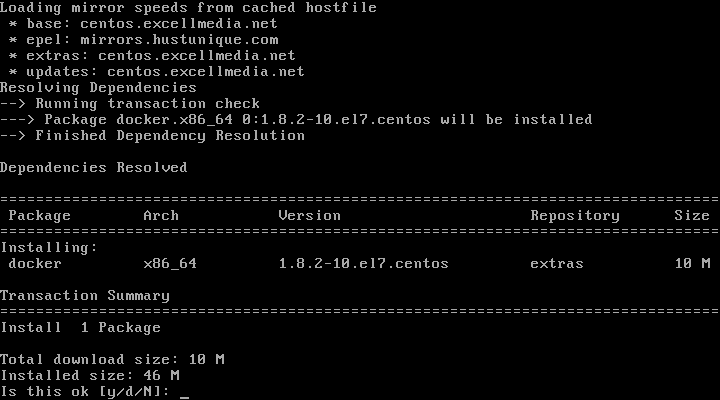 Loading mirror speeds from cached hostfile
 * base: centos.excellmedia.net
 * epel: mirrors.hustunique.com
 * extras: centos.excellmedia.net
 * updates: centos.excellmedia.net
Resolving Dependencies
--> Running transaction check
---> Package docker.x86_64 0:1.8.2-10.el7.centos will be installed
--> Finished Dependency Resolution

Dependencies Resolved

================================================================================
 Package        Arch           Version                     Repository      Size
================================================================================
Installing:
 docker         x86_64         1.8.2-10.el7.centos         extras          10 M

Transaction Summary
================================================================================
Install  1 Package

Total download size: 10 M
Installed size: 46 M
Is this ok [y/d/N]: _